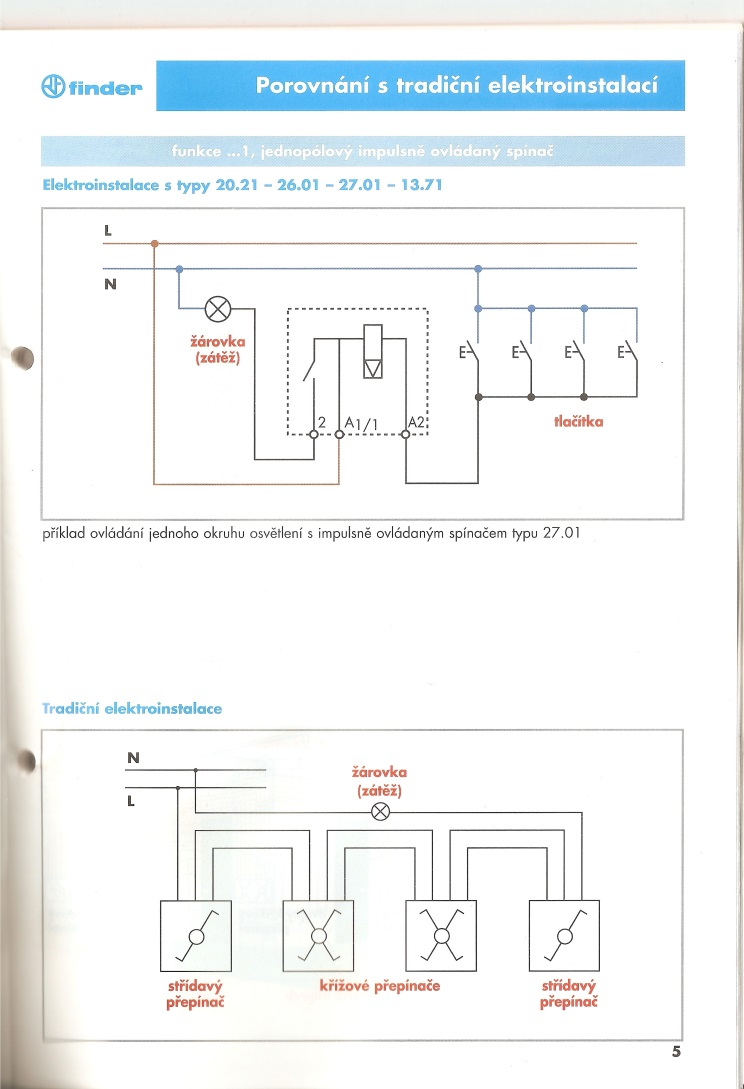 finder
Porovnání s tradiční elektroinstalací
funkce ...1, jednopólový impulsně ovládaný spínač
Elektroinstalace s typy 20.21 – 26.01 – 27.01 – 13.71
L
N
žárovka
(zátěž)
E E E E
2 A1/1 A2
tlačítka
příklad ovládání jednoho okruhu osvětlení s impulsně ovládaným spínačem typu 27.01
Tradiční elektroinstalace
N
L
žárovka
(zátěž)
střídavý
přepínač
křížové přepínače
střídavý
přepínač
5